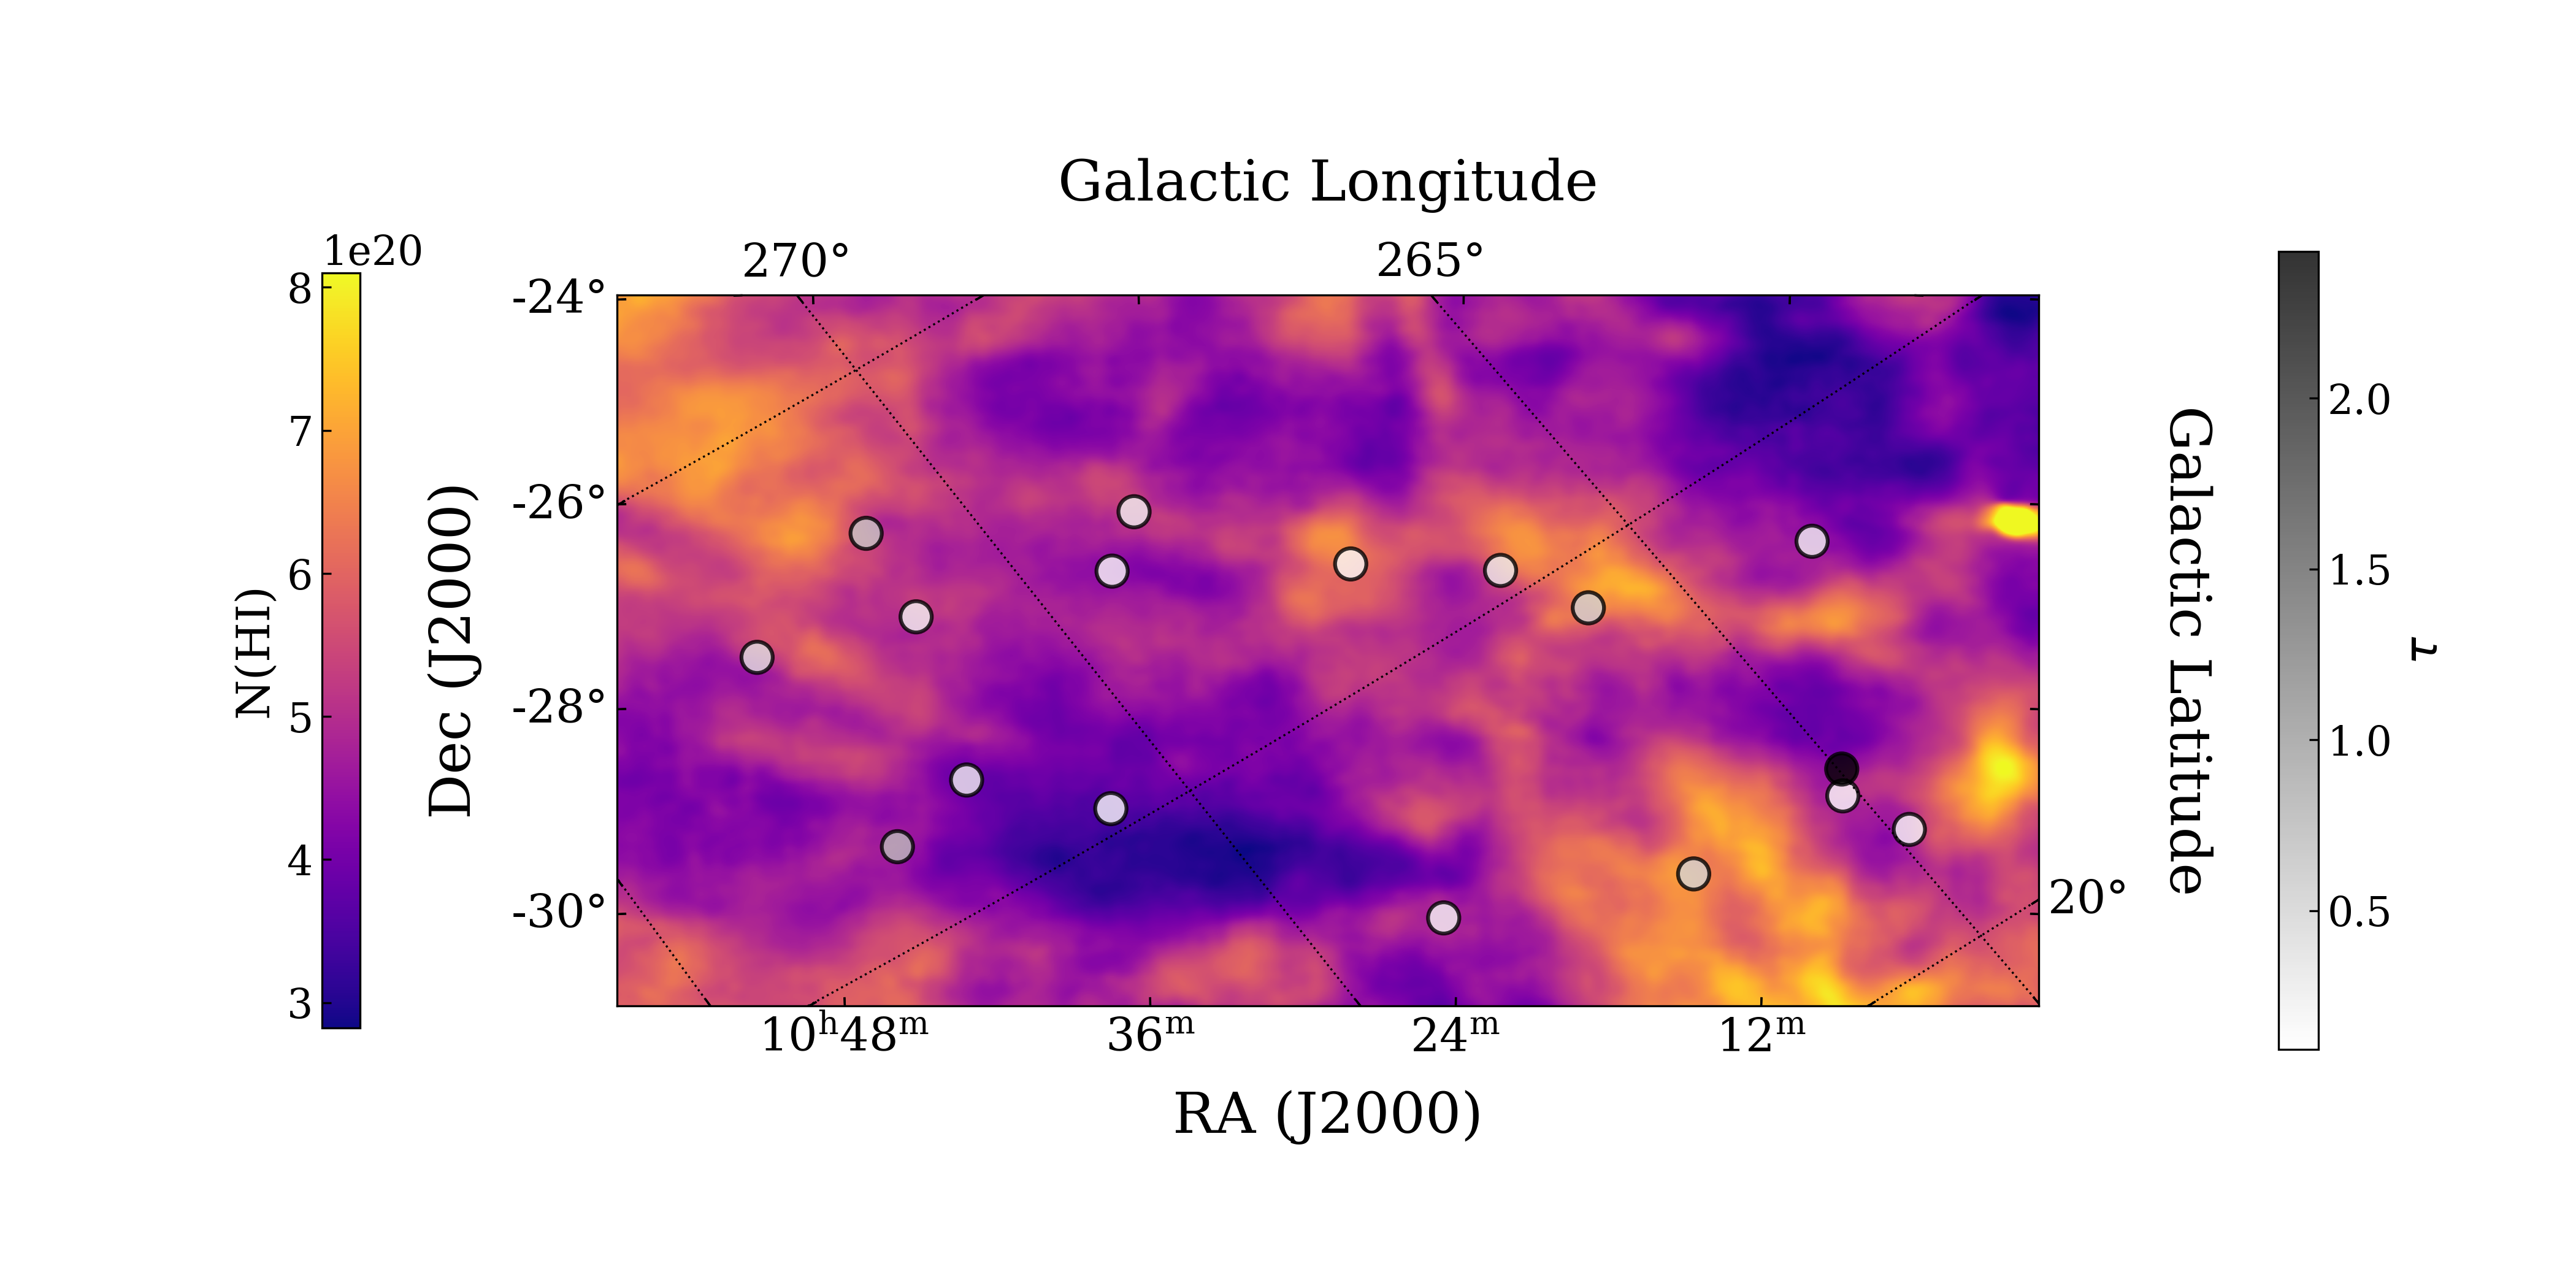 Galactic Longitude
270° 265°
1e20
8
7
6
5
4
3
N(HI)
Dec (J2000)
-24°
-26°
-28°
-30°
20°
Galactic Latitude
2.0
1.5
1.0
0.5
τ
10ʰ48ᵐ 36ᵐ 24ᵐ 12ᵐ
RA (J2000)